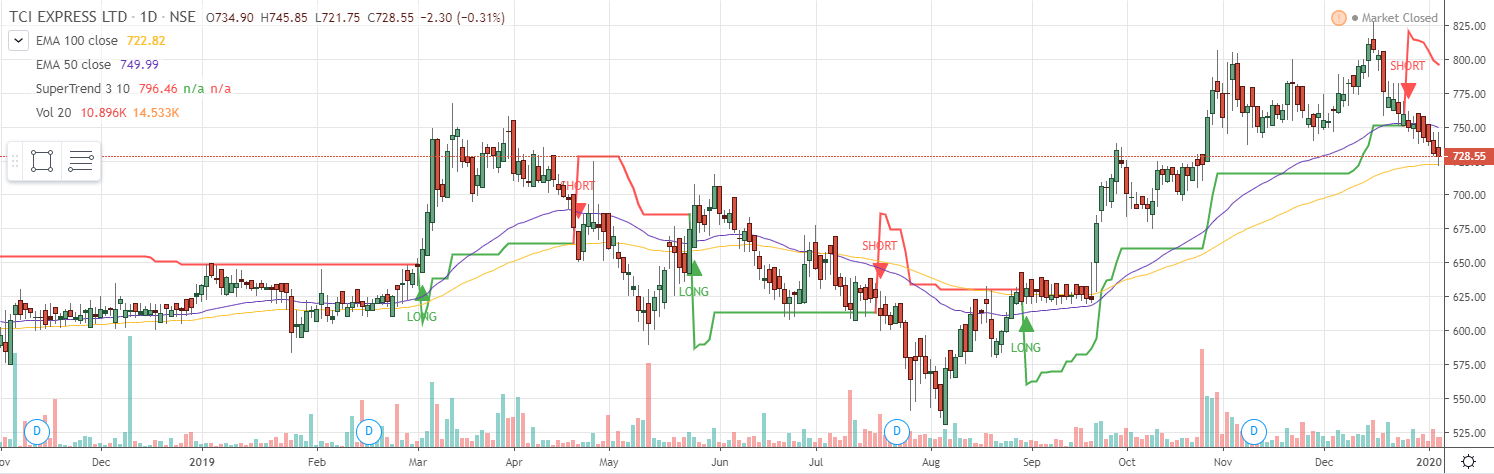 TCI EXPRESS LTD · 1D · NSE O734.90 H745.85 L721.75 C728.55 −2.30 (−0.31%)
! Market Closed
EMA 100 close 722.82
EMA 50 close 749.99
SuperTrend 3 10 796.46 n/a n/a
Vol 20 10.896K 14.533K
825.00
800.00
775.00
750.00
728.55
700.00
675.00
650.00
625.00
600.00
575.00
550.00
525.00
SHORT
SHORT
SHORT
LONG
LONG
LONG
D D D D
ov Dec 2019 Feb Mar Apr May Jun Jul Aug Sep Oct Nov Dec 2020